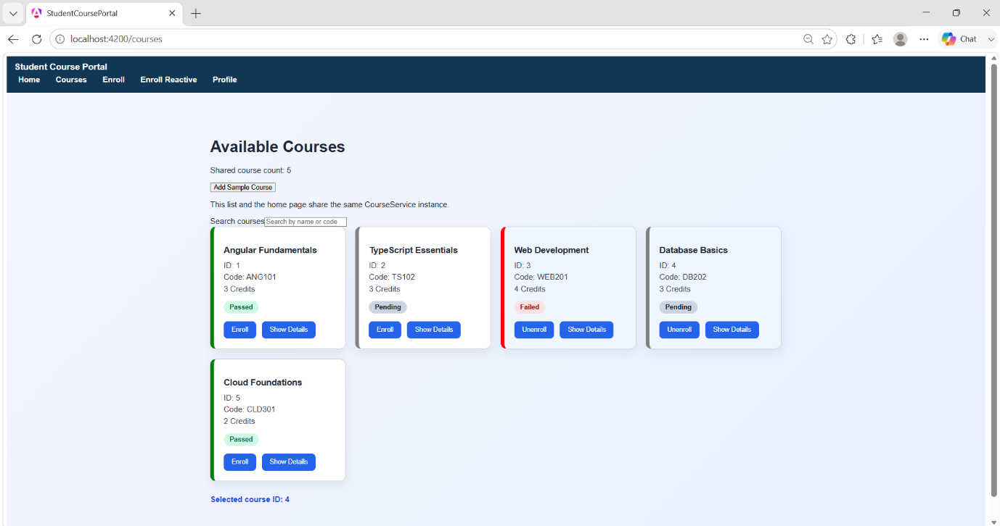 StudentCoursePortal
localhost:4200/courses
Chat
Student Course Portal
Home Courses Enroll Enroll Reactive Profile
Available Courses
Shared course count: 5
Add Sample Course
This list and the home page share the same CourseService instance.
Search courses Search by name or code
Angular Fundamentals
ID: 1
Code: ANG101
3 Credits
Passed
Enroll Show Details
TypeScript Essentials
ID: 2
Code: TS102
3 Credits
Pending
Enroll Show Details
Web Development
ID: 3
Code: WEB201
4 Credits
Failed
Unenroll Show Details
Database Basics
ID: 4
Code: DB202
3 Credits
Pending
Unenroll Show Details
Cloud Foundations
ID: 5
Code: CLD301
2 Credits
Passed
Enroll Show Details
Selected course ID: 4